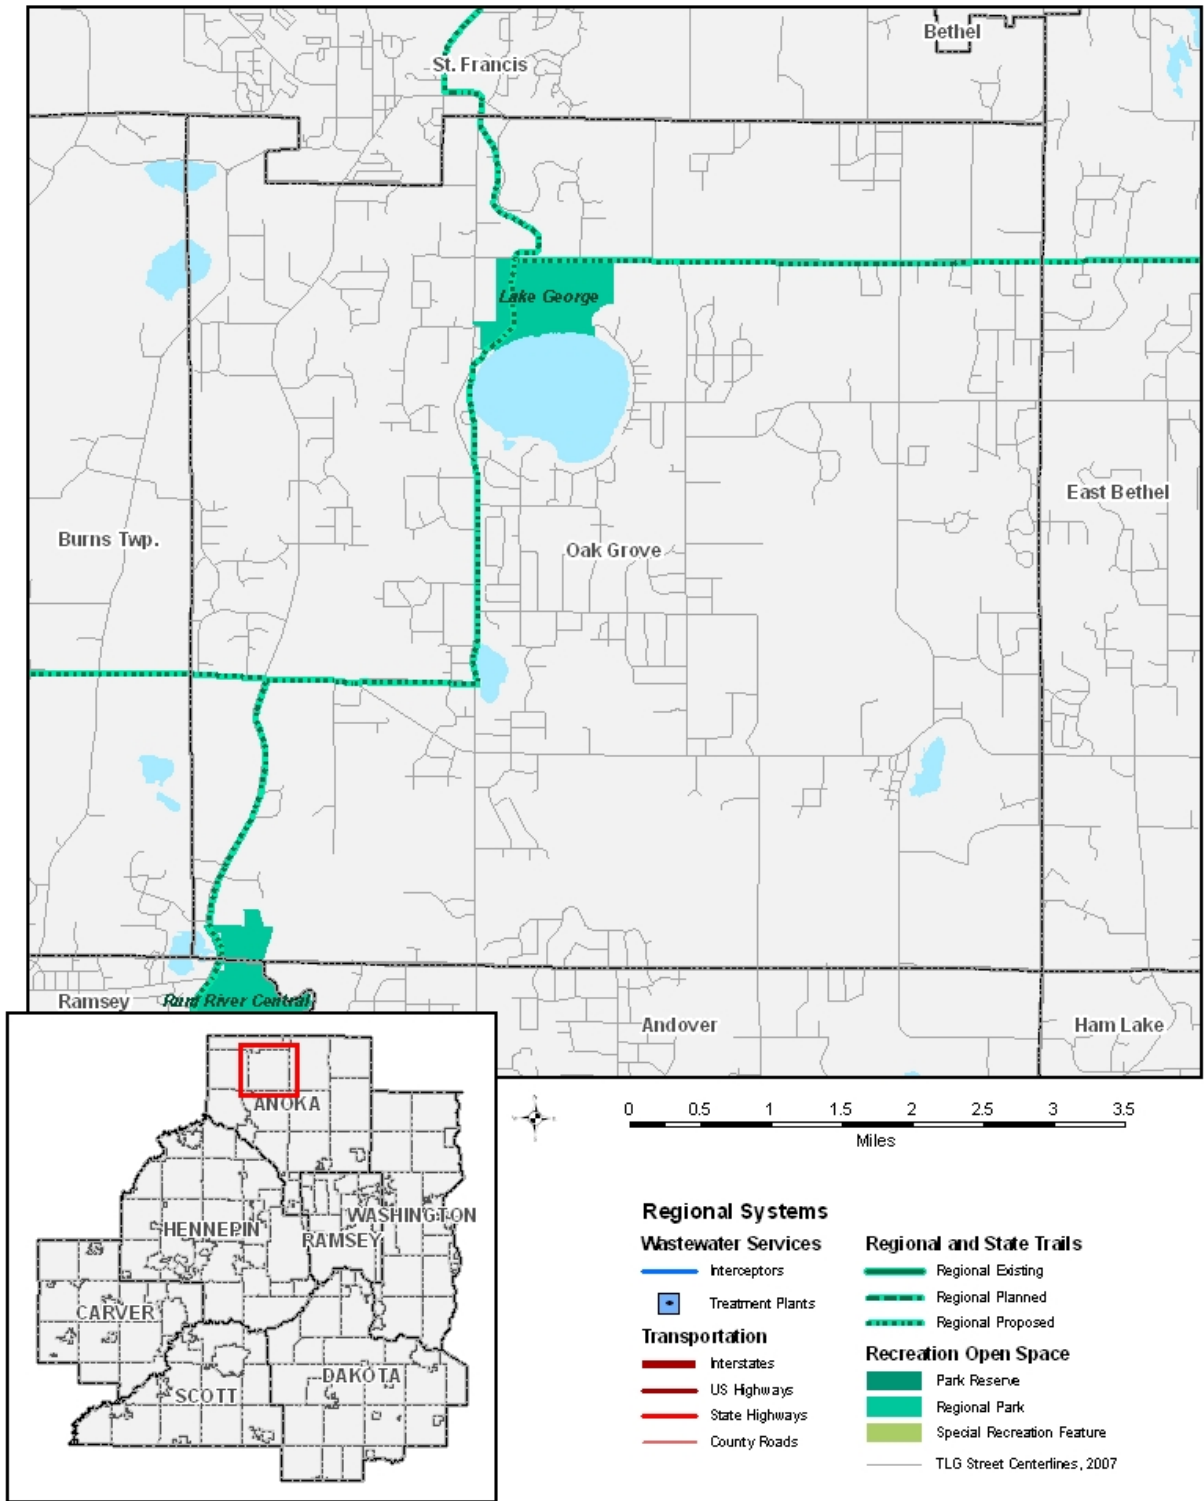 Bethel
St. Francis
Lake George
East Bethel
Burns Twp.
Oak Grove
Ramsey
Rum River Central
Andover
Ham Lake
ANOKA
HENNEPIN
RAMSEY
WASHINGTON
CARVER
SCOTT
DAKOTA
0 0.5 1 1.5 2 2.5 3 3.5
Miles
Regional Systems
Wastewater Services
Interceptors
Treatment Plants
Transportation
Interstates
US Highways
State Highways
County Roads
Regional and State Trails
Regional Existing
Regional Planned
Regional Proposed
Recreation Open Space
Park Reserve
Regional Park
Special Recreation Feature
TLG Street Centerlines, 2007